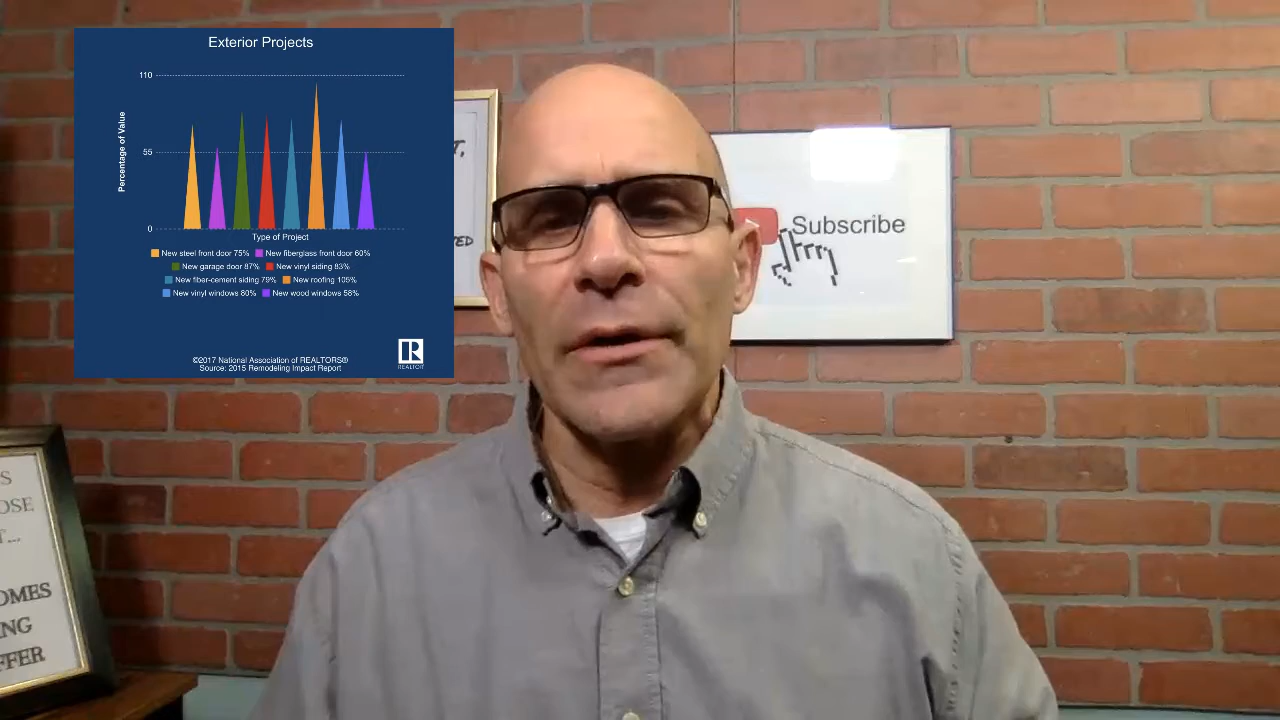 Exterior Projects
110
55
0
Percentage of Value
Type of Project
New steel front door 75% New fiberglass front door 60%
New garage door 87% New vinyl siding 83%
New fiber-cement siding 79% New roofing 105%
New vinyl windows 80% New wood windows 56%
©2017 National Association of REALTORS®
Source: 2015 Remodeling Impact Report
REALTOR
Subscribe